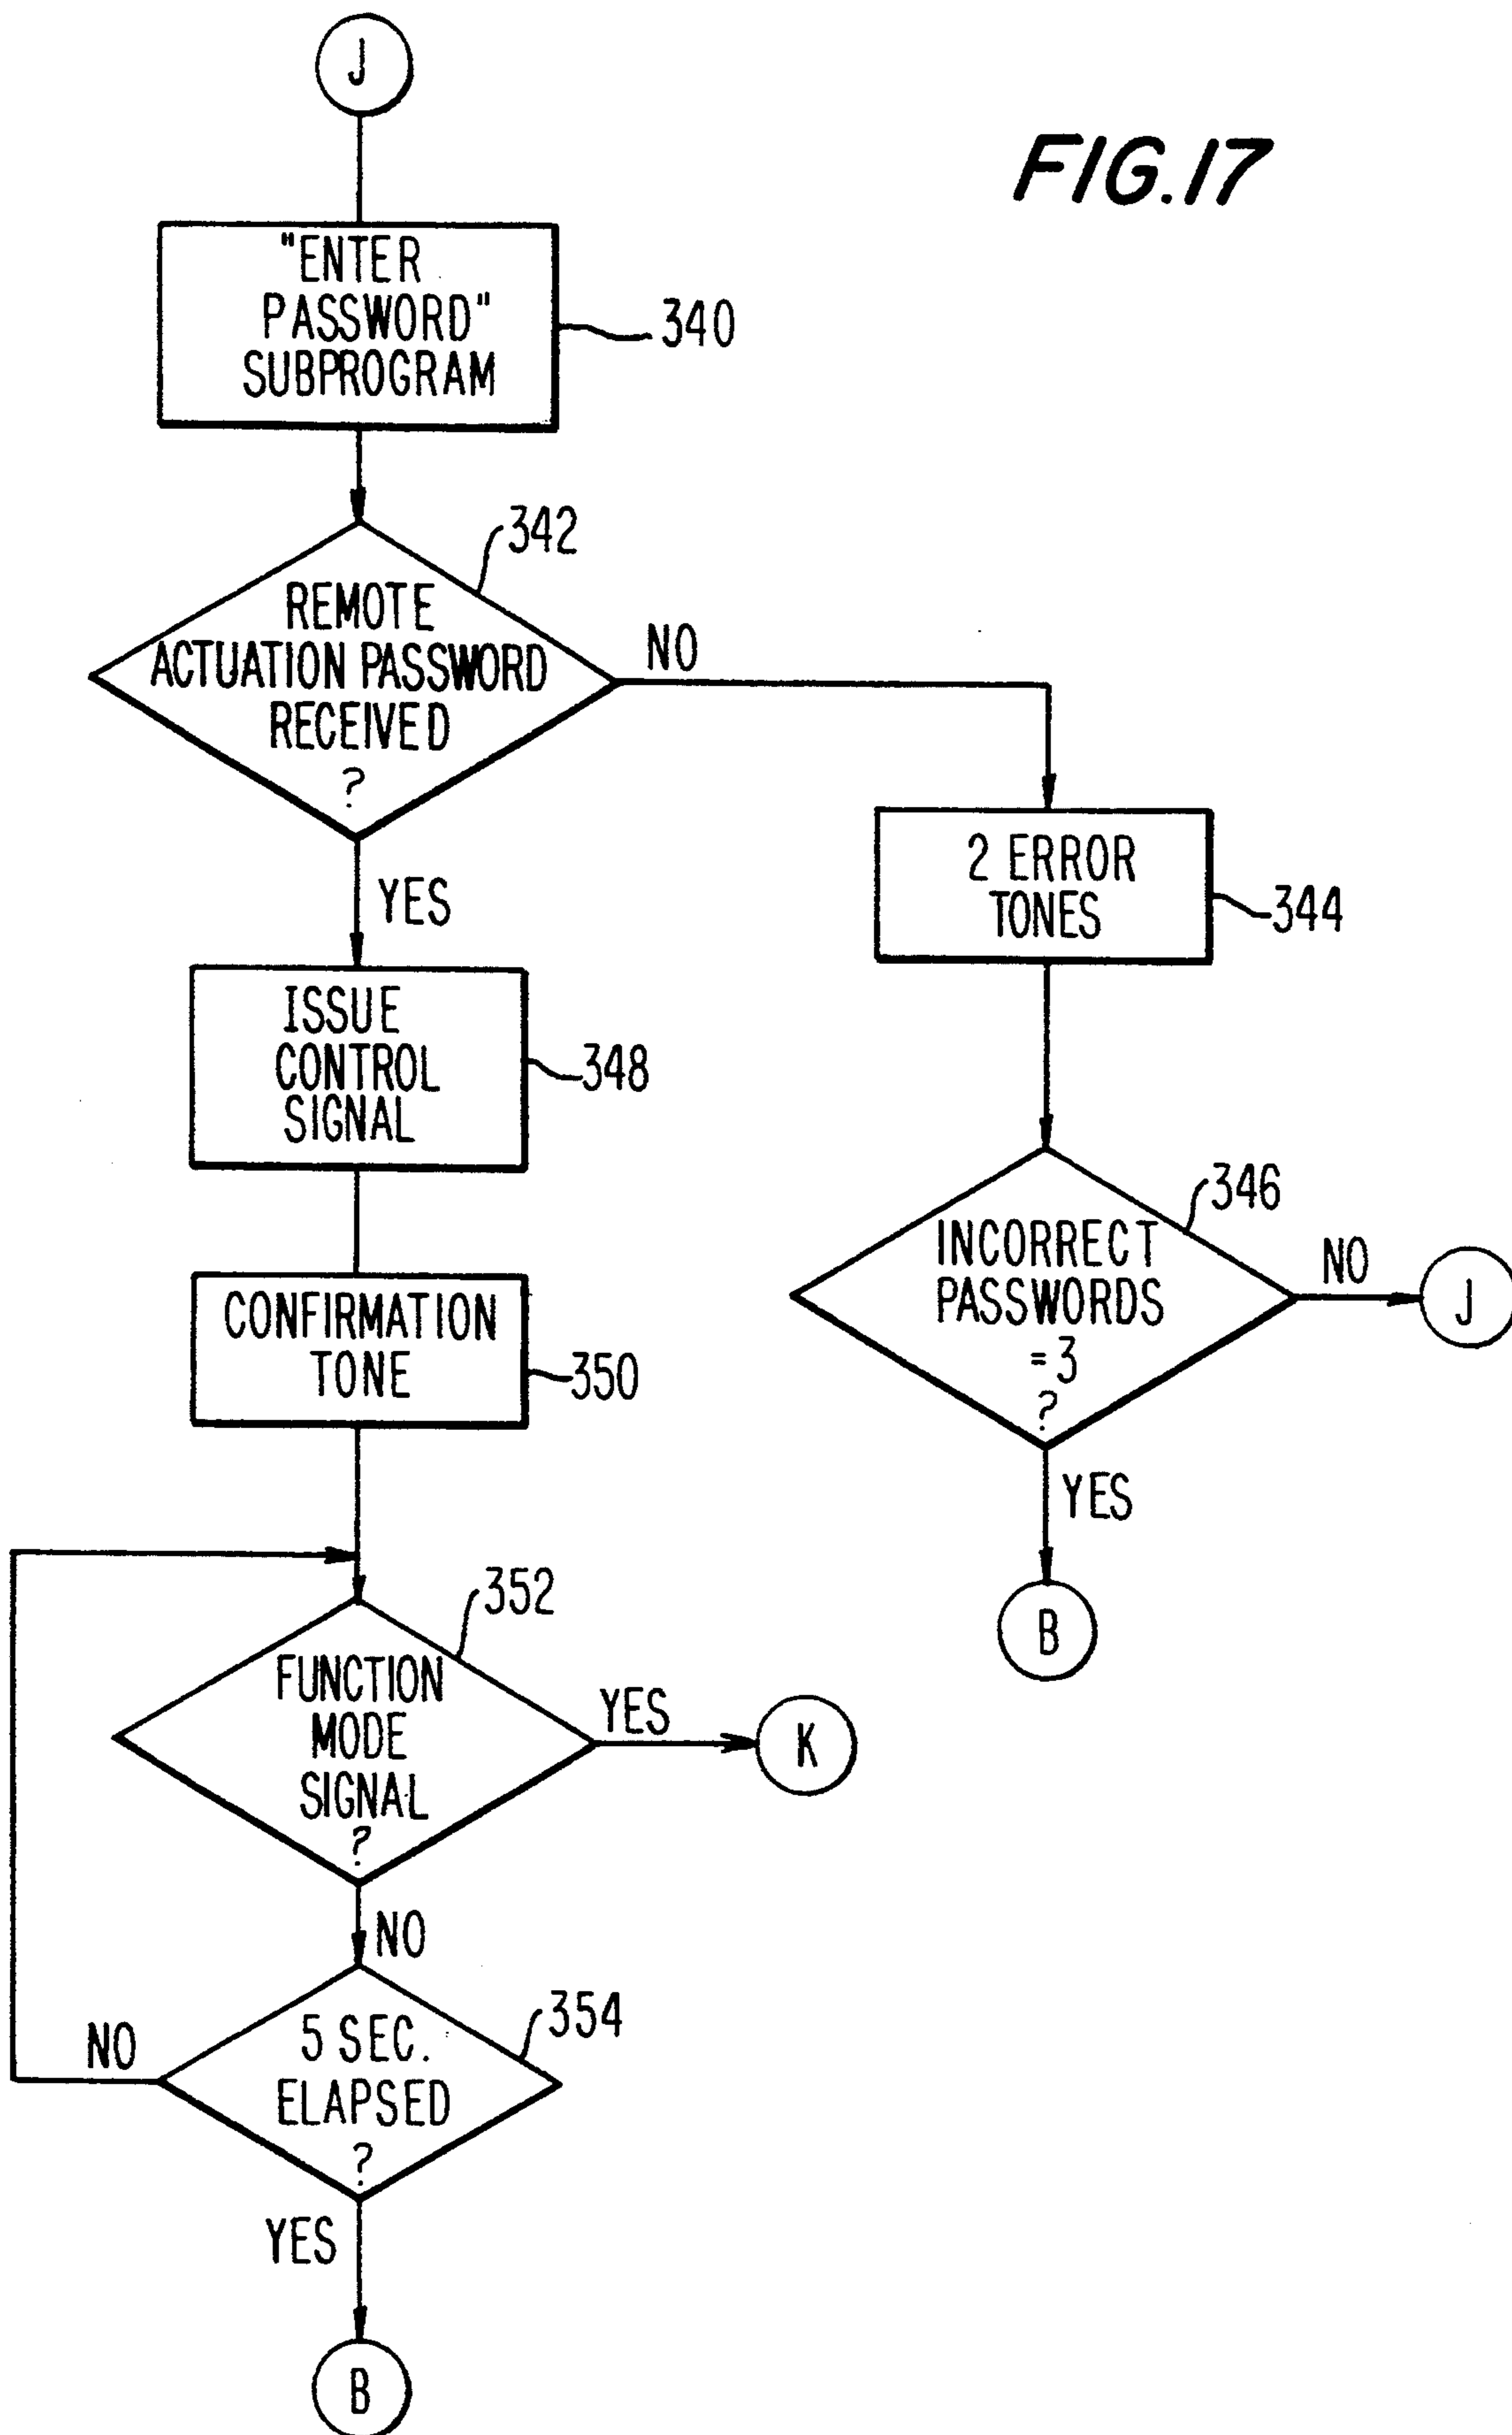 J
FIG.17
"ENTER
PASSWORD"
SUBPROGRAM
340
342
REMOTE
ACTUATION PASSWORD
RECEIVED
?
NO
YES
2 ERROR
TONES
344
ISSUE
CONTROL
SIGNAL
348
346
INCORRECT
PASSWORDS
=3
?
NO
J
YES
B
CONFIRMATION
TONE
350
352
FUNCTION
MODE
SIGNAL
?
YES
K
NO
354
5 SEC.
ELAPSED
?
NO
YES
B